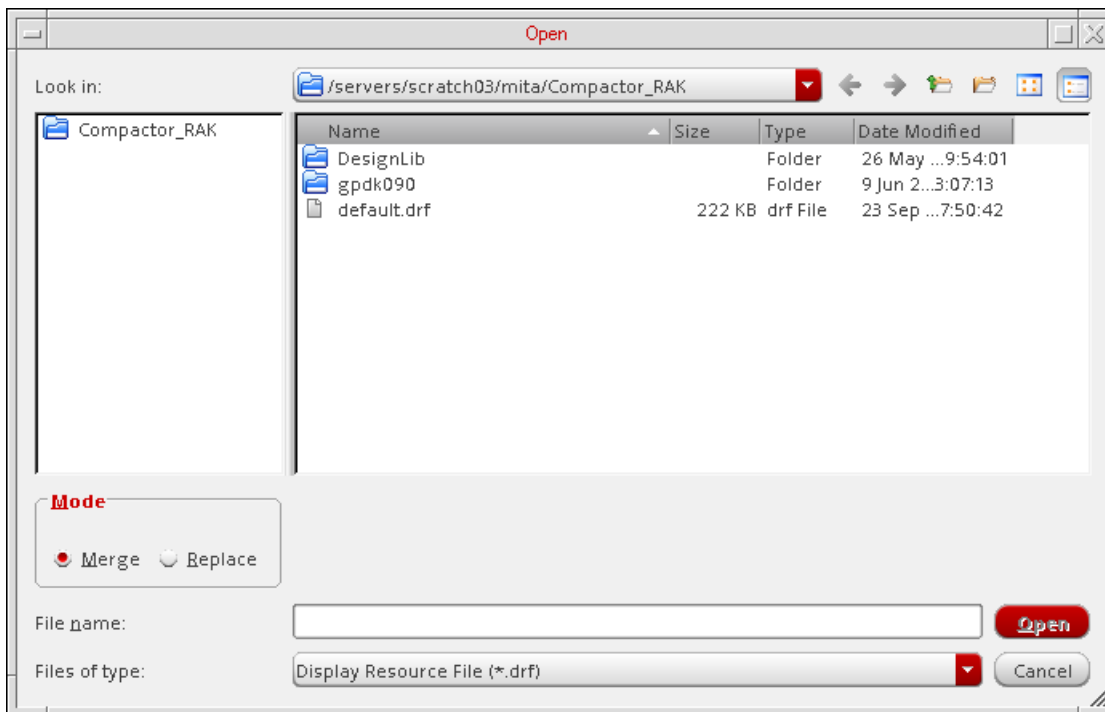 Open
Look in: /servers/scratch03/mita/Compactor_RAK
Compactor_RAK
Name Size Type Date Modified
DesignLib Folder 26 May ...9:54:01
gpdk090 Folder 9 Jun 2...3:07:13
default.drf 222 KB drf File 23 Sep ...7:50:42
Mode
Merge Replace
File name: Open
Files of type: Display Resource File (*.drf) Cancel